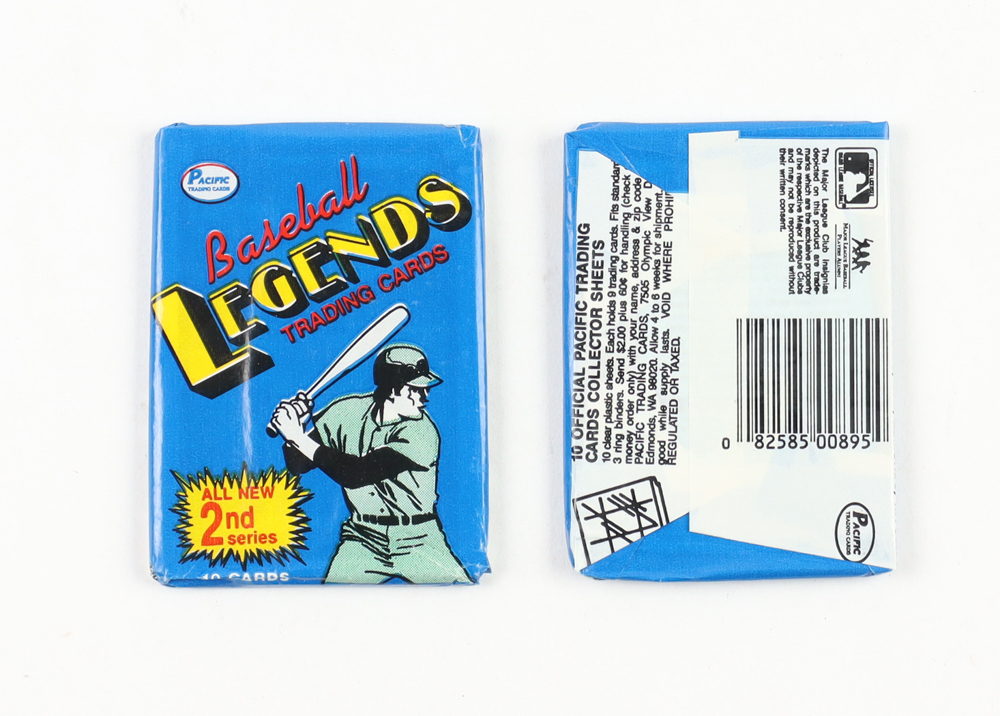 PACIFIC
TRADING CARDS
Baseball
LEGENDS
TRADING CARDS
ALL NEW
2nd
series
10 CARDS
10 OFFICIAL PACIFIC TRADING
CARDS COLLECTOR SHEETS
10 clear plastic sheets. Each holds 9 trading cards. Fits standard
3 ring binders. Send $2.00 plus 60¢ for handling (check
money order only) with your name, address & zip code
PACIFIC TRADING CARDS, 7505 Olympic View D
Edmonds, WA 98020. Allow 4 to 6 weeks for shipment.
good while supply lasts. VOID WHERE PROHI
REGULATED OR TAXED.
The Major League Club Insignias
depicted on this product are trade-
marks which are the exclusive property
of the respective Major League Clubs
and may not be reproduced without
their written consent.
MAJOR LEAGUE BASEBALL
PLAYERS ALUMNI
0 82585 00895
PACIFIC
TRADING CARDS